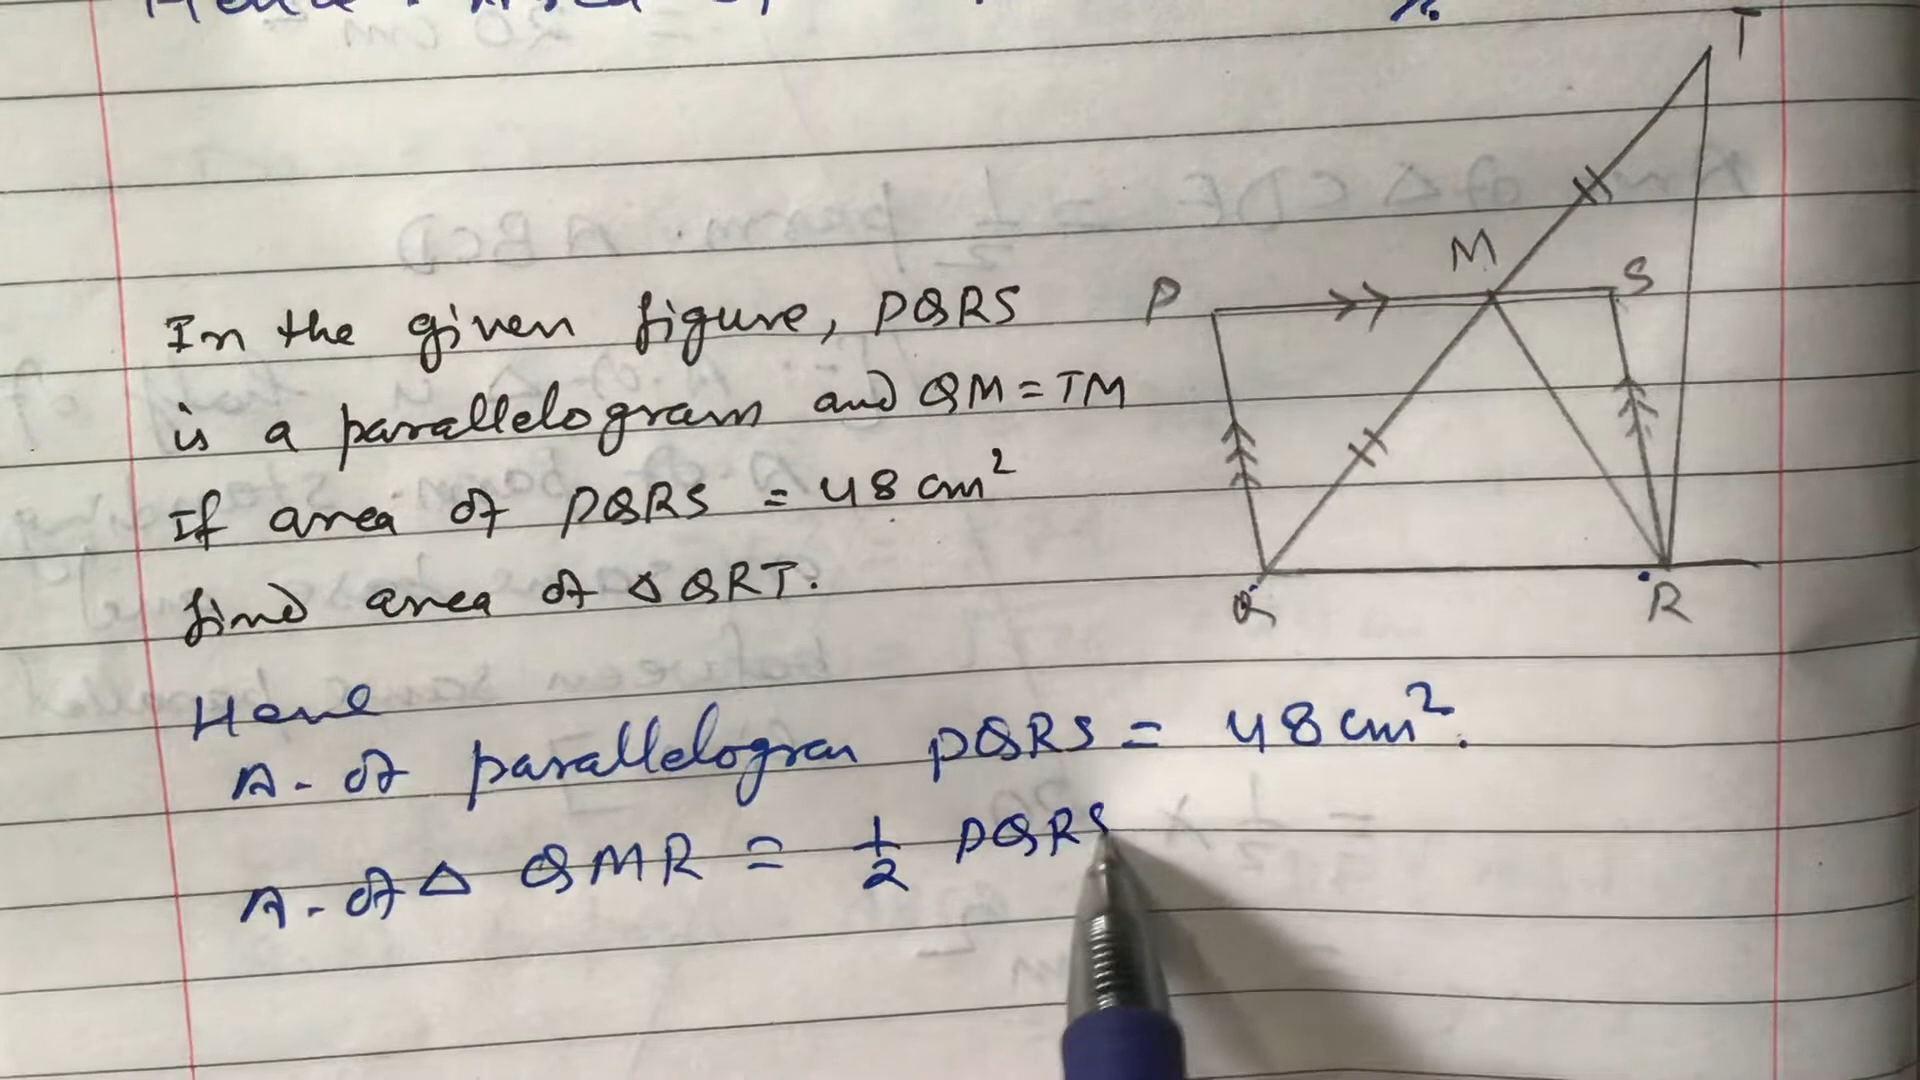 T
M
P
S
In the given figure, PQRS
is a parallelogram and QM = TM
If area of PQRS = 48 cm²
find area of △ QRT.
Q
R
Here
A. of parallelogram PQRS = 48 cm².
A. of △ QMR = 1/2 PQRS